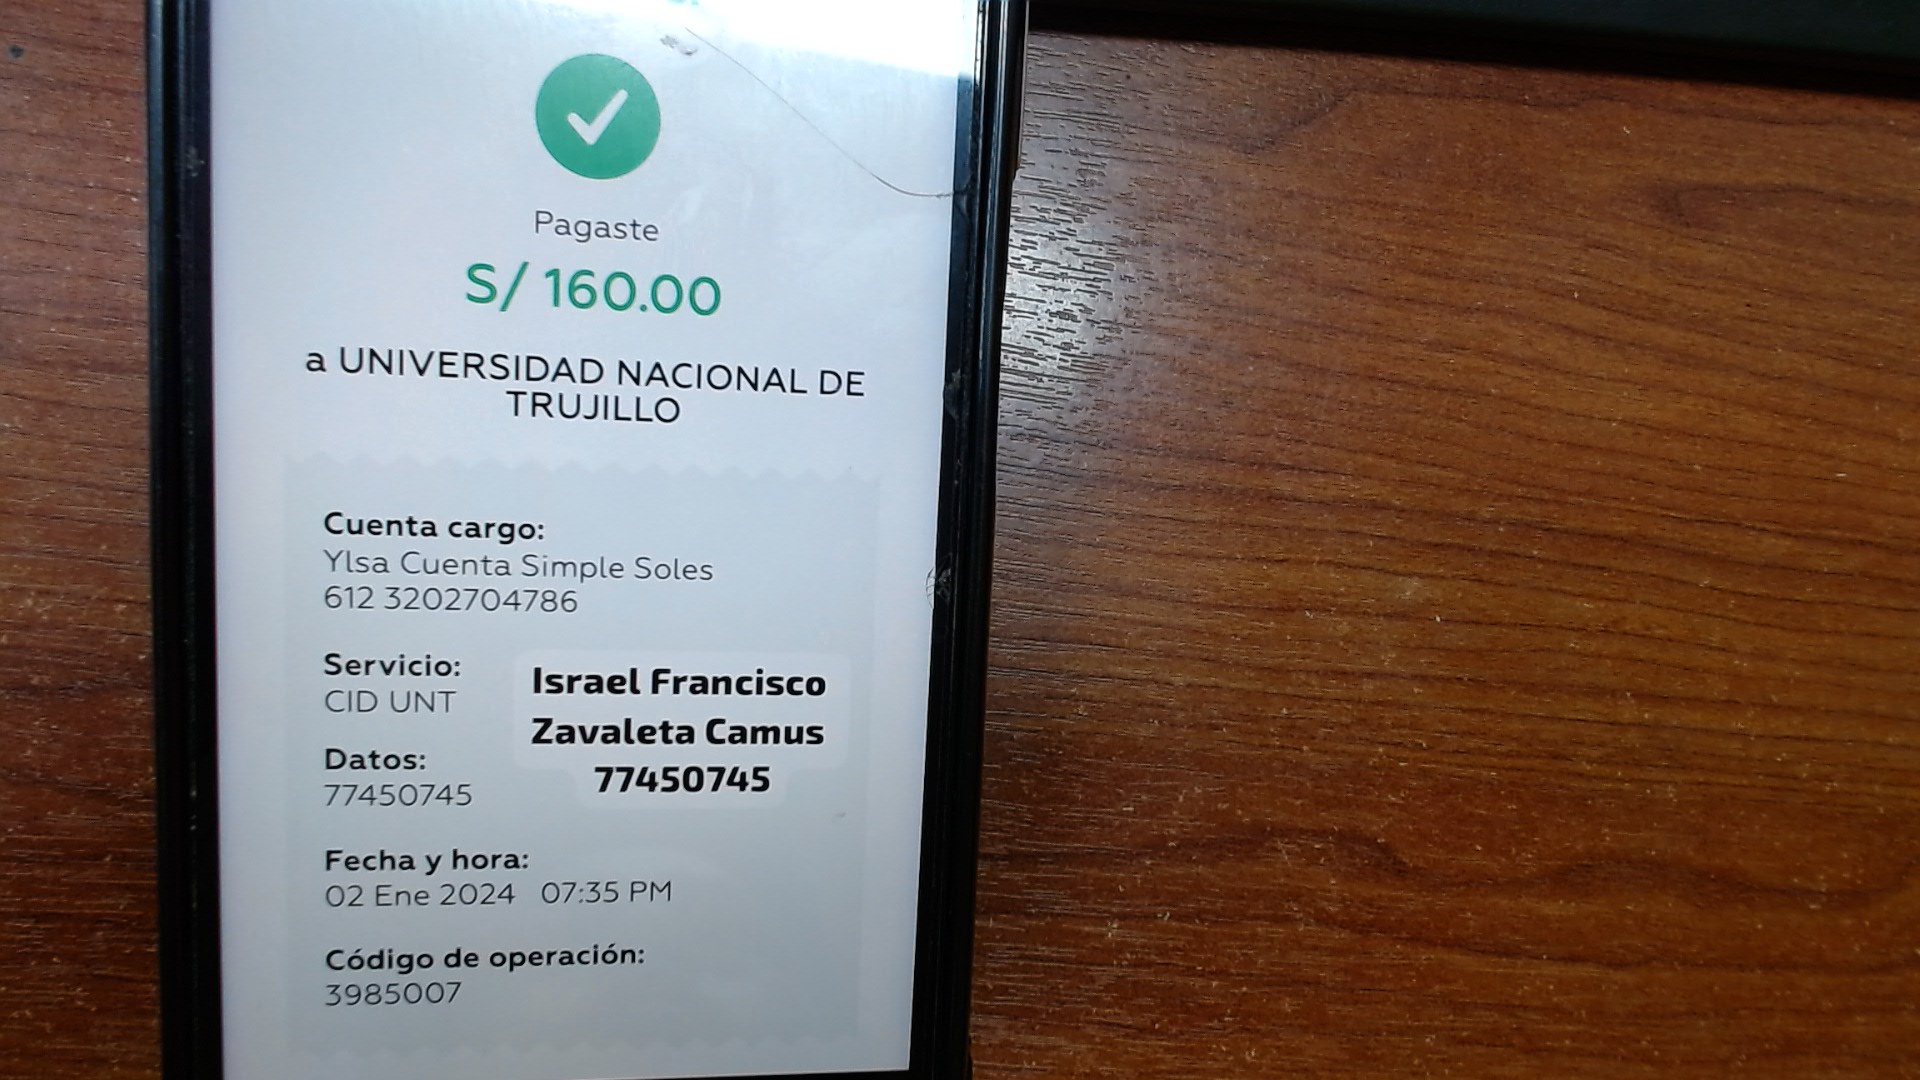 Pagaste
S/ 160.00
a UNIVERSIDAD NACIONAL DE
TRUJILLO
Cuenta cargo:
Ylsa Cuenta Simple Soles
612 3202704786
Servicio:
CID UNT
Israel Francisco
Zavaleta Camus
77450745
Datos:
77450745
Fecha y hora:
02 Ene 2024 07:35 PM
Código de operación:
3985007